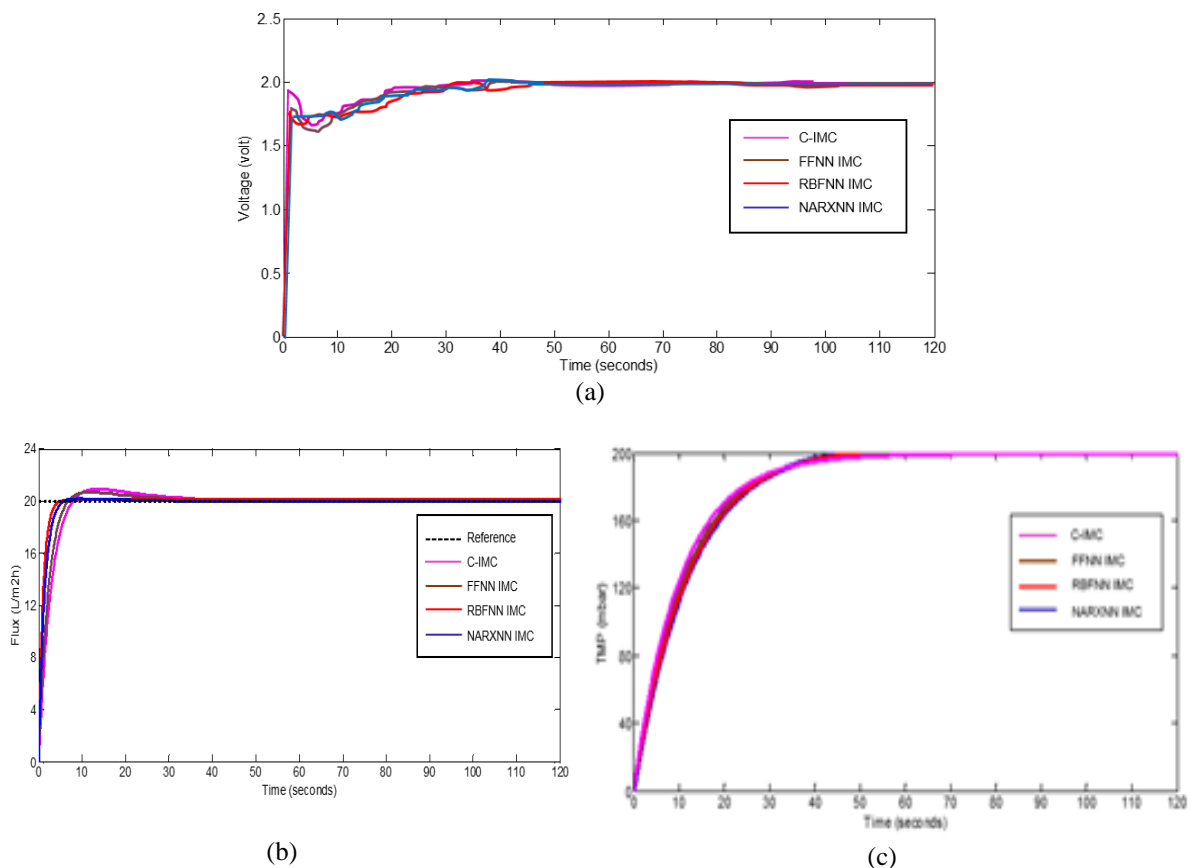 2.5
2.0
1.5
1.0
0.5
0
Voltage (volt)
C-IMC
FFNN IMC
RBFNN IMC
NARXNN IMC
0 10 20 30 40 50 60 70 80 90 100 110 120
Time (seconds)
(a)
24
20
16
12
8
4
0
Flux (L/m2h)
Reference
C-IMC
FFNN IMC
RBFNN IMC
NARXNN IMC
0 10 20 30 40 50 60 70 80 90 100 110 120
Time (seconds)
(b)
200
160
120
80
40
0
TMP (mbar)
C-IMC
FFNN IMC
RBFNN IMC
NARXNN IMC
0 10 20 30 40 50 60 70 80 90 100 110 120
Time (seconds)
(c)